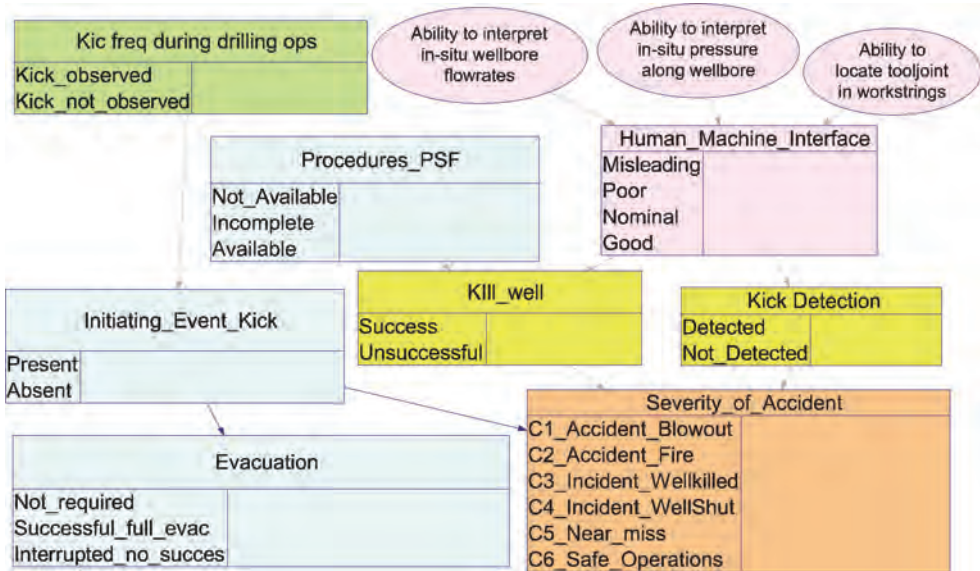 Kic freq during drilling ops
Kick_observed
Kick_not_observed
Ability to interpret
in-situ wellbore
flowrates
Ability to interpret
in-situ pressure
along wellbore
Ability to
locate tooljoint
in workstrings
Procedures_PSF
Not_Available
Incomplete
Available
Human_Machine_Interface
Misleading
Poor
Nominal
Good
Initiating_Event_Kick
Present
Absent
KIll_well
Success
Unsuccessful
Kick Detection
Detected
Not_Detected
Evacuation
Not_required
Successful_full_evac
Interrupted_no_succes
Severity_of_Accident
C1_Accident_Blowout
C2_Accident_Fire
C3_Incident_Wellkilled
C4_Incident_WellShut
C5_Near_miss
C6_Safe_Operations